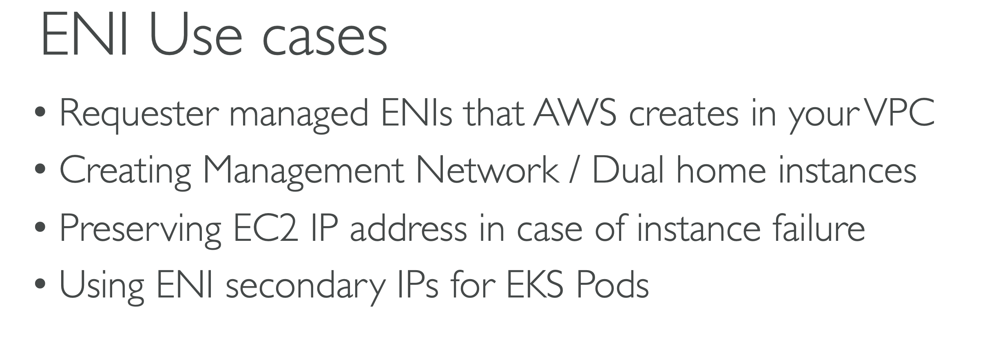 ENI Use cases
• Requester managed ENIs that AWS creates in your VPC
• Creating Management Network / Dual home instances
• Preserving EC2 IP address in case of instance failure
• Using ENI secondary IPs for EKS Pods